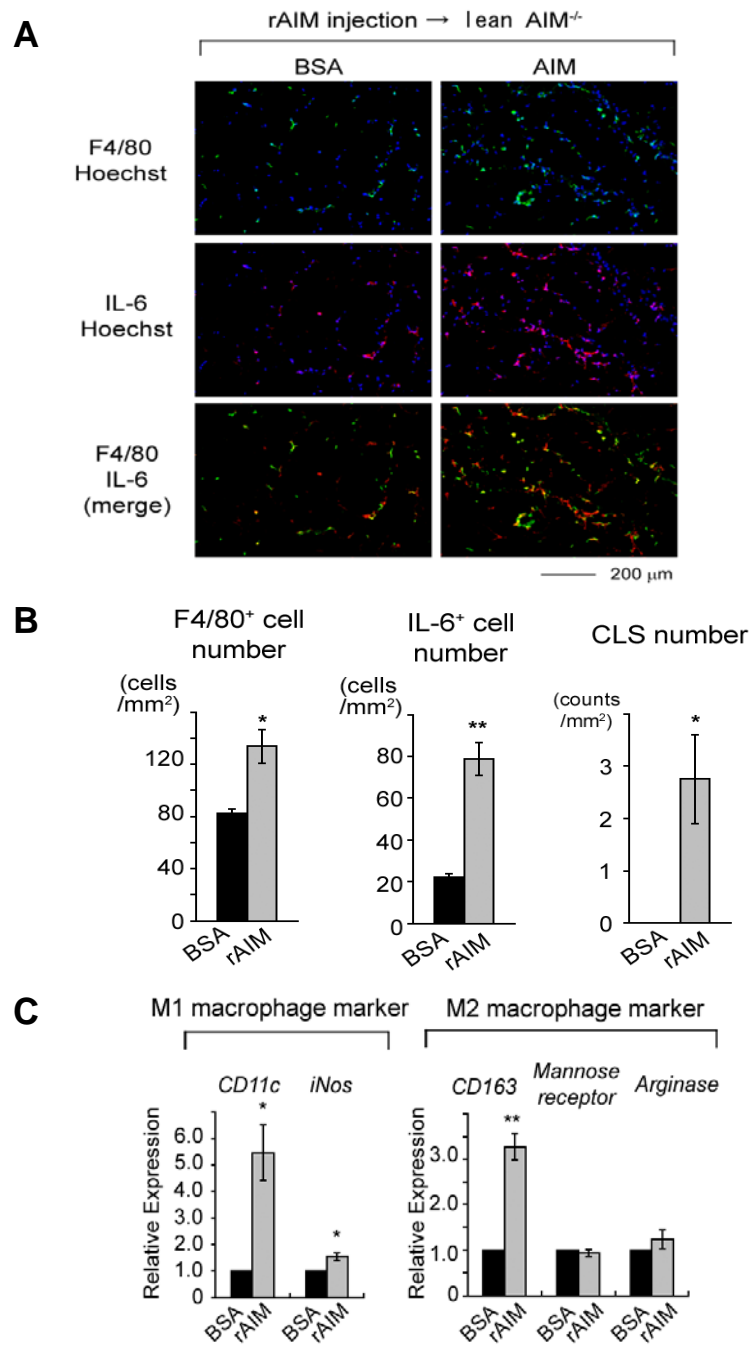 A
rAIM injection → lean AIM-/-
BSA
AIM
F4/80
Hoechst
IL-6
Hoechst
F4/80
IL-6
(merge)
200 μm
B
F4/80+ cell
number
(cells
/mm2)
*
120
80
40
0
BSA
rAIM
IL-6+ cell
number
(cells
/mm2)
**
80
60
40
20
0
BSA
rAIM
CLS number
(counts
/mm2)
*
3
2
1
0
BSA
rAIM
C
M1 macrophage marker
CD11c
iNos
Relative Expression
6.0
5.0
4.0
3.0
2.0
1.0
*
*
BSA
rAIM
BSA
rAIM
M2 macrophage marker
CD163
Mannose
receptor
Arginase
Relative Expression
3.0
2.0
1.0
0
**
BSA
rAIM
BSA
rAIM
BSA
rAIM